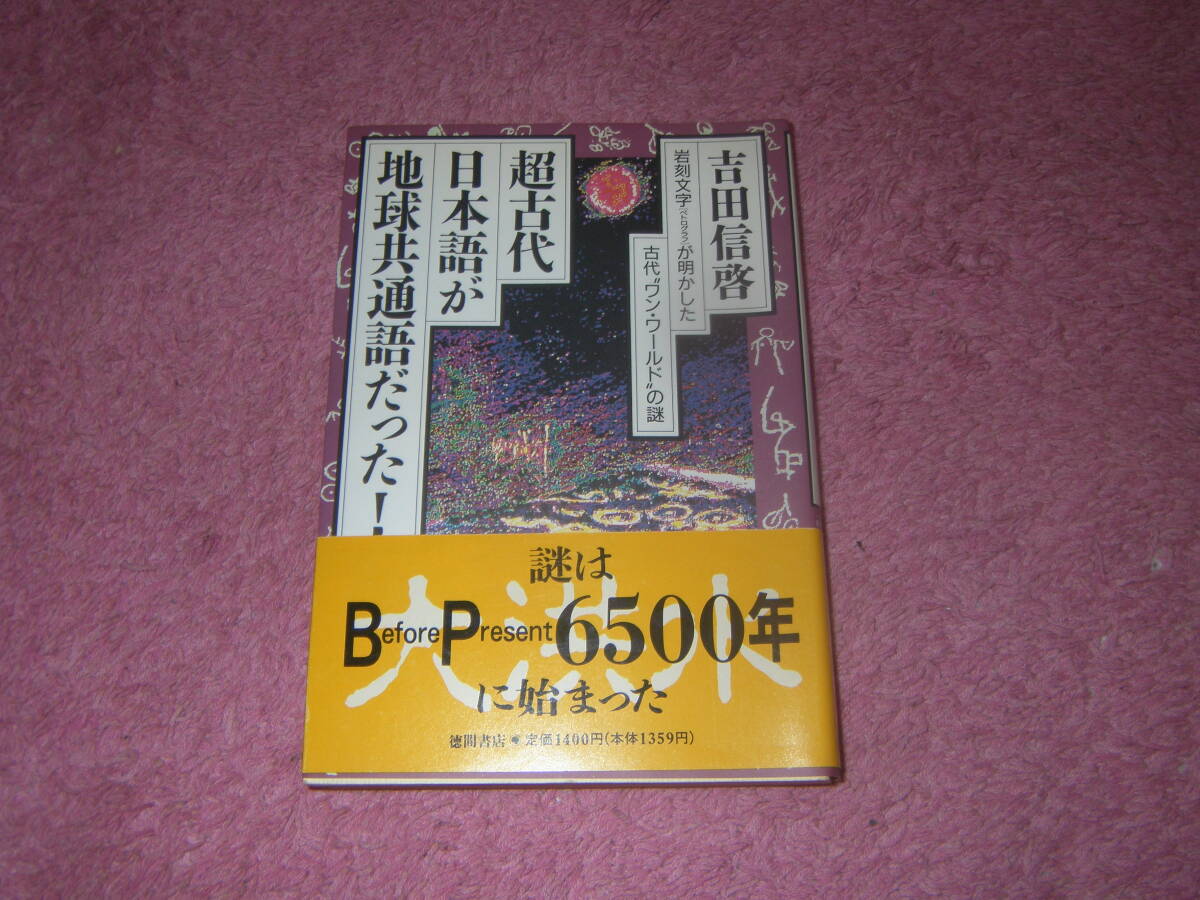 吉田信啓
岩刻文字（ペトログラフ）が明かした
古代〝ワン・ワールド〟の謎
超古代
日本語が
地球共通語だった！
大洪水
謎は
Before Present 6500年
に始まった
徳間書店 定価1400円（本体1359円）